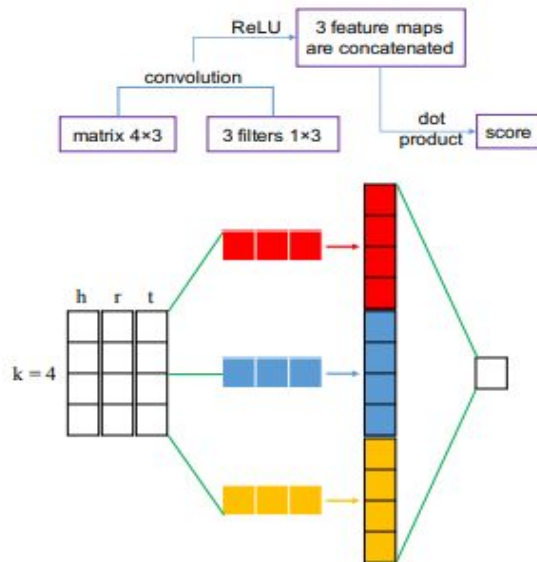 ReLU
3 feature maps
are concatenated
convolution
matrix 4×3
3 filters 1×3
dot
product
score
h r t
k = 4